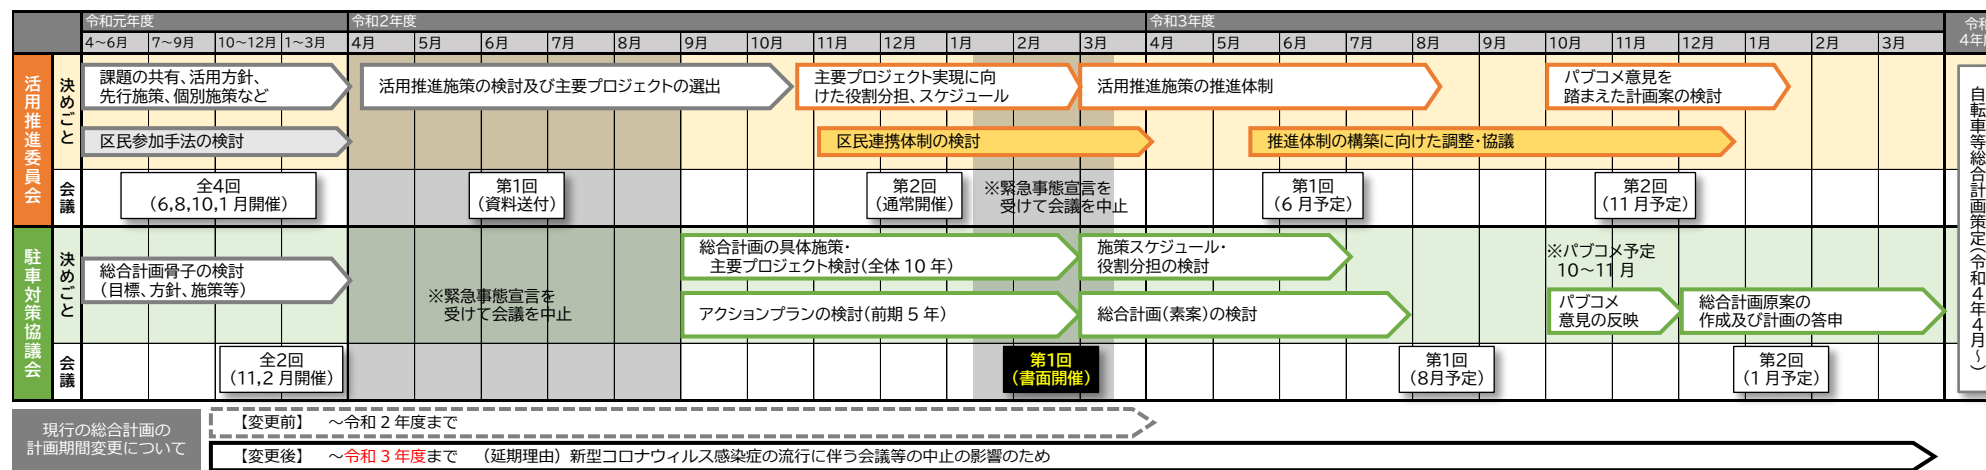 令和元年度 令和2年度 令和3年度 令和
4年度
4～6月 7～9月 10～12月 1～3月 4月 5月 6月 7月 8月 9月 10月 11月 12月 1月 2月 3月 4月 5月 6月 7月 8月 9月 10月 11月 12月 1月 2月 3月
活用推進委員会
決めごと
課題の共有、活用方針、
先行施策、個別施策など
活用推進施策の検討及び主要プロジェクトの選出
主要プロジェクト実現に向
けた役割分担、スケジュール
活用推進施策の推進体制
パブコメ意見を
踏まえた計画案の検討
区民参加手法の検討
区民連携体制の検討
推進体制の構築に向けた調整・協議
会議
全4回
（6,8,10,1月開催）
第1回
（資料送付）
第2回
（通常開催）
※緊急事態宣言を
受けて会議を中止
第1回
（6月予定）
第2回
（11月予定）
駐車対策協議会
決めごと
総合計画骨子の検討
（目標、方針、施策等）
※緊急事態宣言を
受けて会議を中止
総合計画の具体施策・
主要プロジェクト検討（全体10年）
施策スケジュール・
役割分担の検討
※パブコメ予定
10～11月
アクションプランの検討（前期5年）
総合計画（素案）の検討
パブコメ
意見の反映
総合計画原案の
作成及び計画の答申
会議
全2回
（11,2月開催）
第1回
（書面開催）
第1回
（8月予定）
第2回
（1月予定）
自転車等総合計画策定（令和4年4月～）
現行の総合計画の
計画期間変更について
【変更前】 ～令和2年度まで
【変更後】 ～令和3年度まで （延期理由）新型コロナウィルス感染症の流行に伴う会議等の中止の影響のため